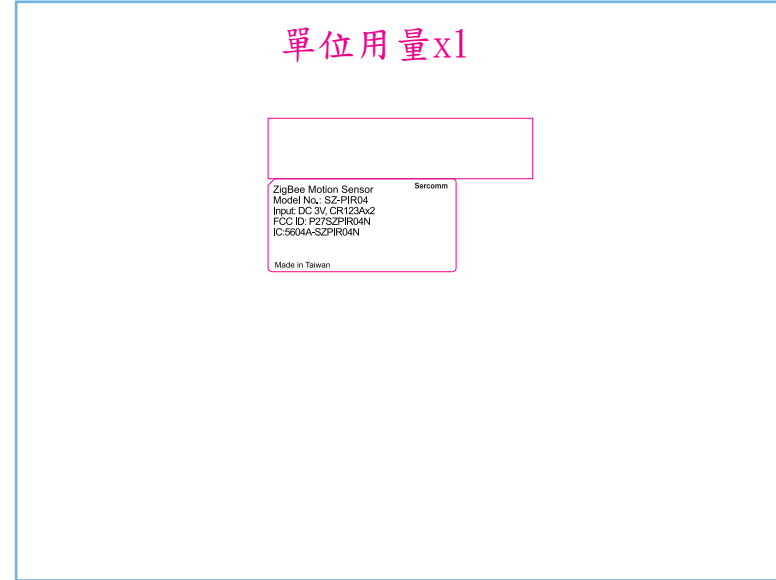 單位用量x1
ZigBee Motion Sensor
Sercomm
Model No.: SZ-PIR04
Input: DC 3V, CR123Ax2
FCC ID: P27SZPIR04N
IC:5604A-SZPIR04N
Made in Taiwan